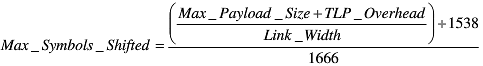 Max_Symbols_Shifted = ((Max_Payload_Size + TLP_Overhead / Link_Width) ÷ 1538) / 1666